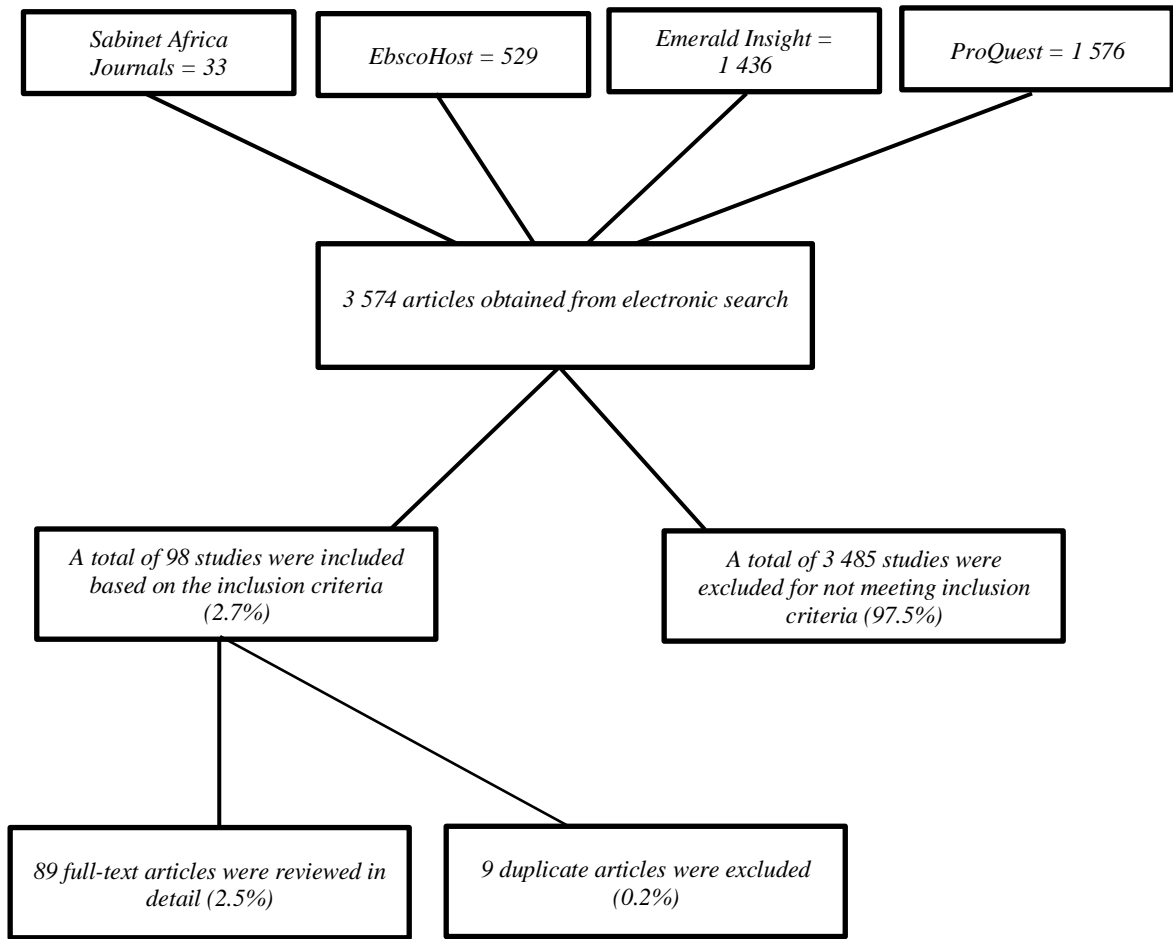 Sabinet Africa
Journals = 33
EbscoHost = 529
Emerald Insight =
1 436
ProQuest = 1 576
3 574 articles obtained from electronic search
A total of 98 studies were included
based on the inclusion criteria
(2.7%)
A total of 3 485 studies were
excluded for not meeting inclusion
criteria (97.5%)
89 full-text articles were reviewed in
detail (2.5%)
9 duplicate articles were excluded
(0.2%)